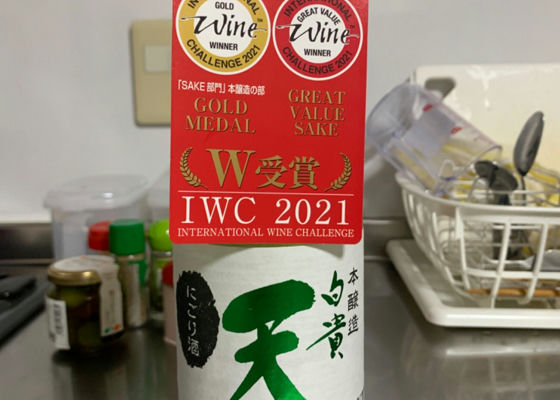 INTERNATIONAL
GOLD
Wine
WINNER
CHALLENGE 2021
INTERNATIONAL
GREAT VALUE
Wine
WINNER
CHALLENGE 2021
「SAKE部門」本醸造の部
GOLD
MEDAL
GREAT
VALUE
SAKE
W受賞
IWC 2021
INTERNATIONAL WINE CHALLENGE
本醸造
白貴
天
にごり酒